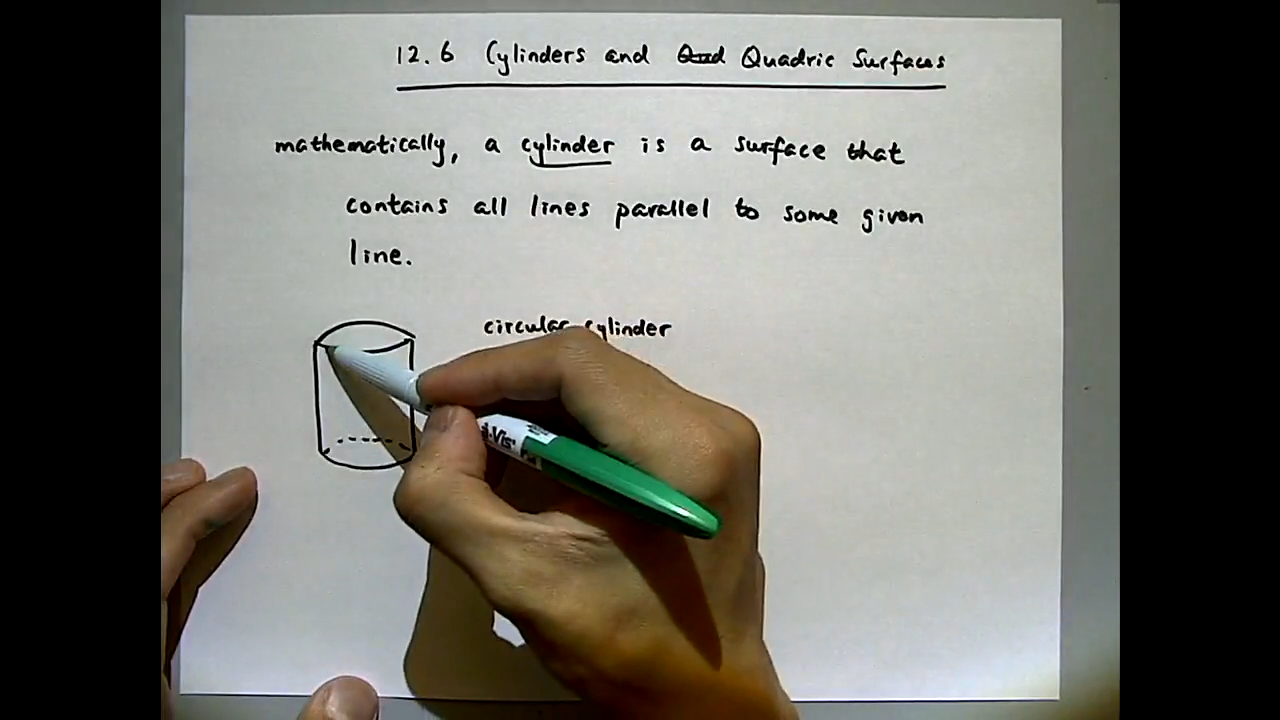 12.6 Cylinders and Quad Quadric Surfaces
mathematically, a cylinder is a surface that
contains all lines parallel to some given
line.
circular cylinder